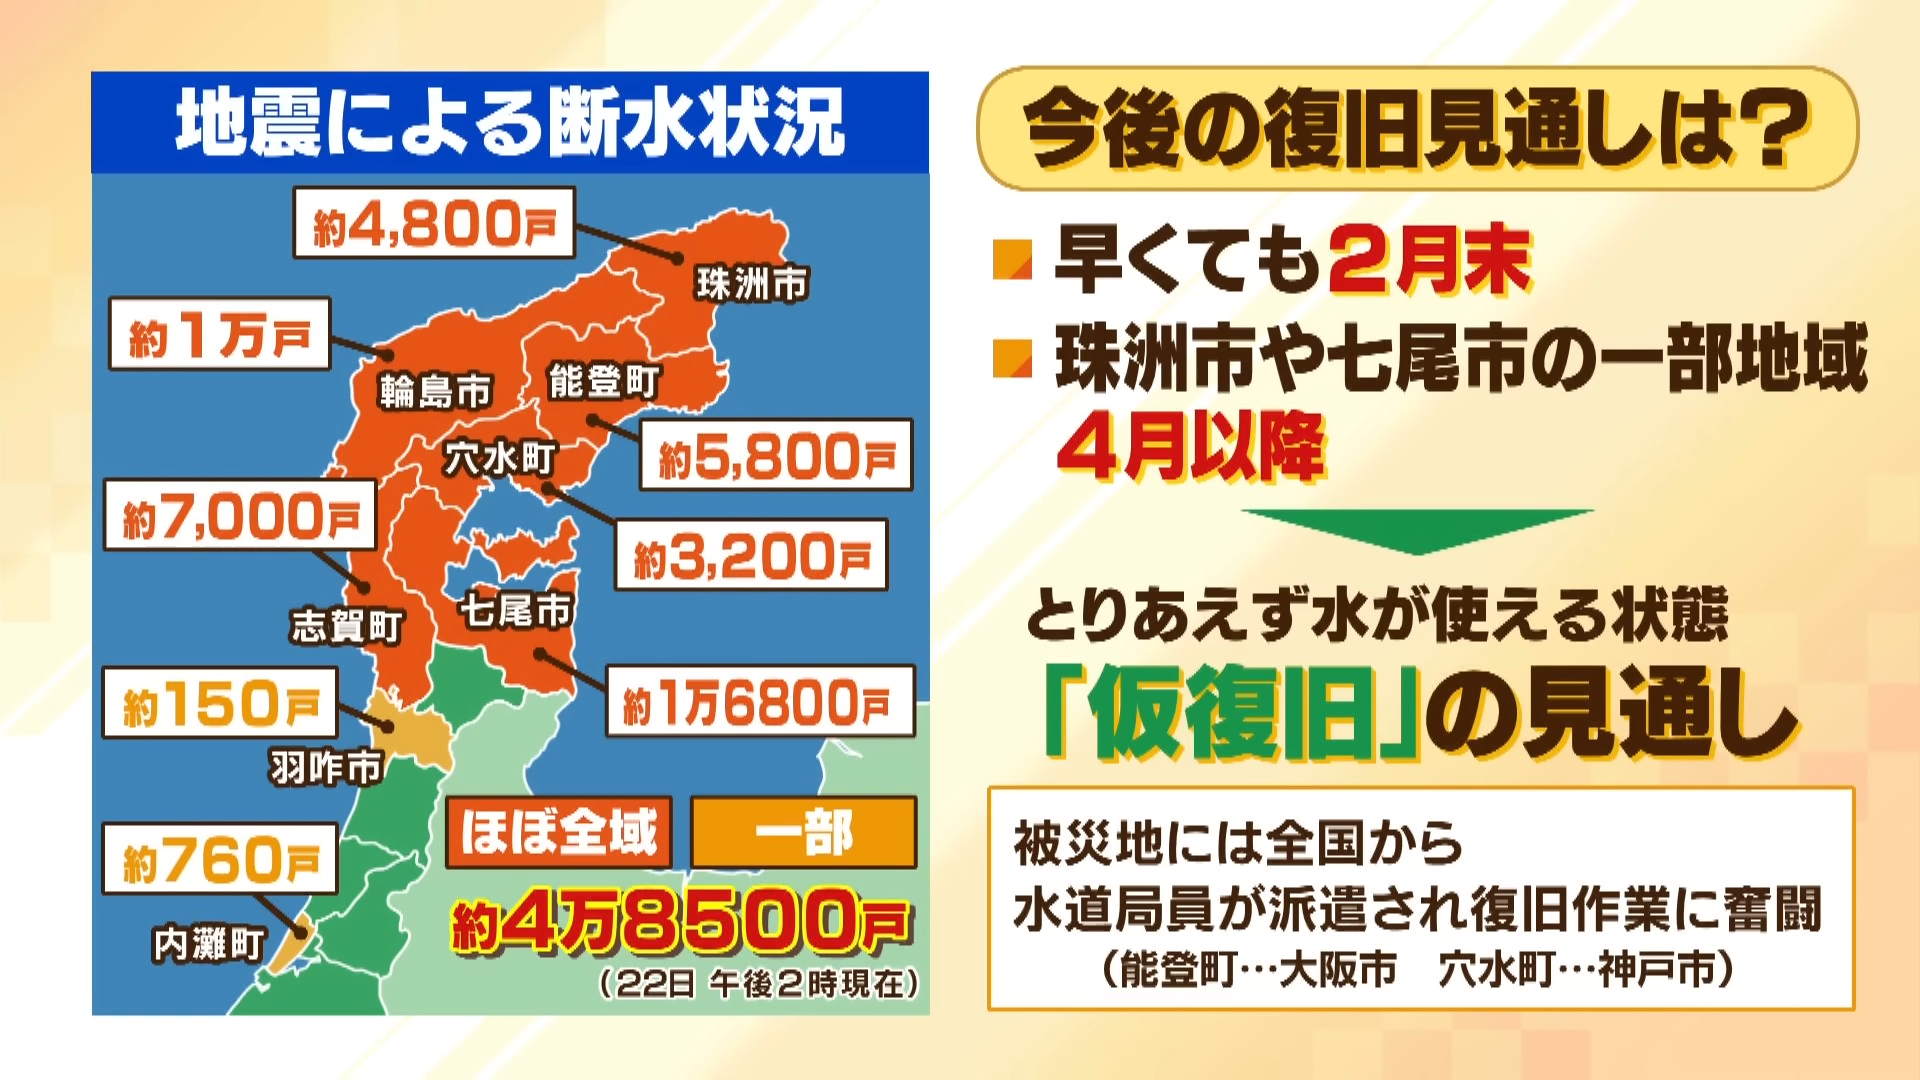 地震による断水状況
約4,800戸
珠洲市
約1万戸
輪島市
能登町
約5,800戸
穴水町
約7,000戸
約3,200戸
志賀町
七尾市
約1万6800戸
約150戸
羽咋市
約760戸
内灘町
ほぼ全域
一部
約4万8500戸
(22日 午後2時現在)
今後の復旧見通しは?
早くても2月末
珠洲市や七尾市の一部地域
4月以降
とりあえず水が使える状態
「仮復旧」の見通し
被災地には全国から
水道局員が派遣され復旧作業に奮闘
(能登町…大阪市 穴水町…神戸市)